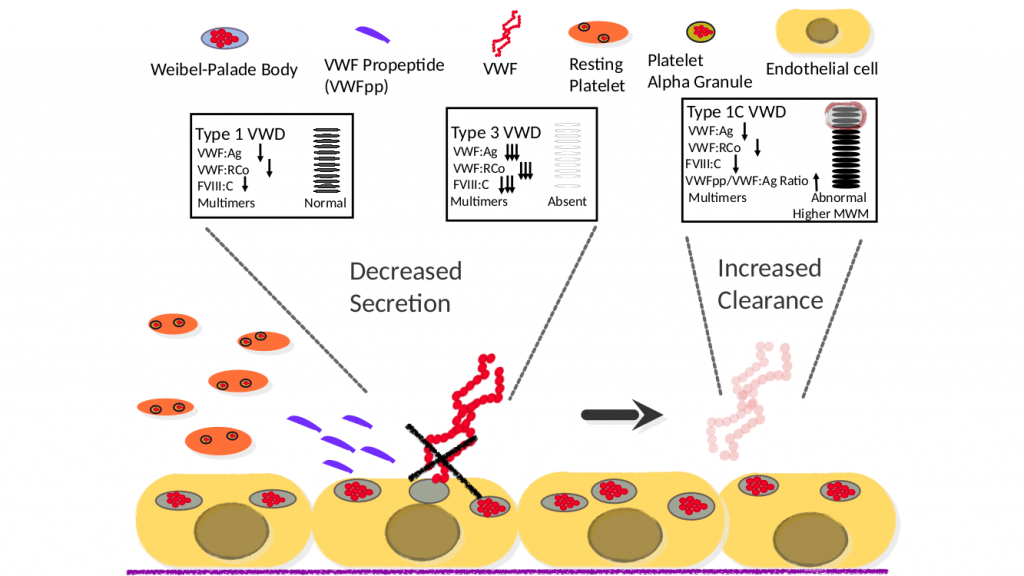 Weibel-Palade Body
VWF Propeptide
(VWFpp)
VWF
Resting
Platelet
Platelet
Alpha Granule
Endothelial cell
Type 1 VWD
VWF:Ag
VWF:RCo
FVIII:C
Multimers Normal
Type 3 VWD
VWF:Ag
VWF:RCo
FVIII:C
Multimers Absent
Type 1C VWD
VWF:Ag
VWF:RCo
FVIII:C
VWFpp/VWF:Ag Ratio
Multimers Abnormal
Higher MWM
Decreased
Secretion
Increased
Clearance